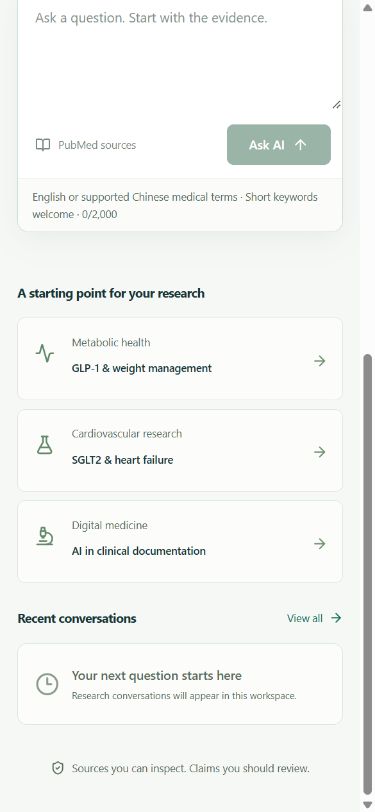 Ask a question. Start with the evidence.
PubMed sources
Ask AI
English or supported Chinese medical terms · Short keywords
welcome · 0/2,000
A starting point for your research
Metabolic health
GLP-1 & weight management
Cardiovascular research
SGLT2 & heart failure
Digital medicine
AI in clinical documentation
Recent conversations
View all
Your next question starts here
Research conversations will appear in this workspace.
Sources you can inspect. Claims you should review.